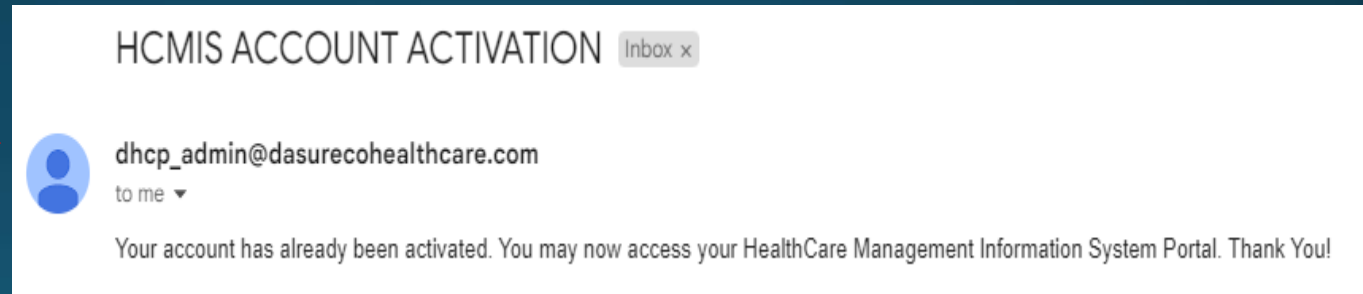 HCMIS ACCOUNT ACTIVATION Inbox x
dhcp_admin@dasurecohealthcare.com
to me
Your account has already been activated. You may now access your HealthCare Management Information System Portal. Thank You!